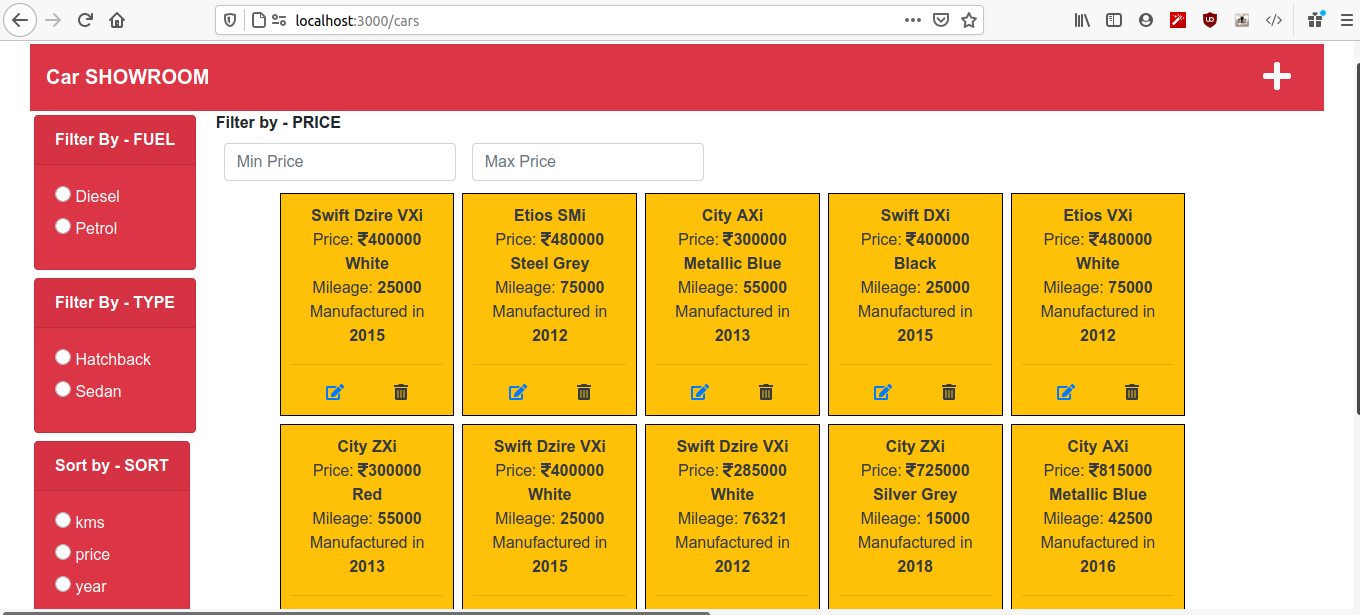 localhost:3000/cars
Car SHOWROOM
Filter By - FUEL
Diesel
Petrol
Filter By - TYPE
Hatchback
Sedan
Sort by - SORT
kms
price
year
Filter by - PRICE
Min Price
Max Price
Swift Dzire VXi
Price: ₹400000
White
Mileage: 25000
Manufactured in
2015
Etios SMi
Price: ₹480000
Steel Grey
Mileage: 75000
Manufactured in
2012
City AXi
Price: ₹300000
Metallic Blue
Mileage: 55000
Manufactured in
2013
Swift DXi
Price: ₹400000
Black
Mileage: 25000
Manufactured in
2015
Etios VXi
Price: ₹480000
White
Mileage: 75000
Manufactured in
2012
City ZXi
Price: ₹300000
Red
Mileage: 55000
Manufactured in
2013
Swift Dzire VXi
Price: ₹400000
White
Mileage: 25000
Manufactured in
2015
Swift Dzire VXi
Price: ₹285000
White
Mileage: 76321
Manufactured in
2012
City ZXi
Price: ₹725000
Silver Grey
Mileage: 15000
Manufactured in
2018
City AXi
Price: ₹815000
Metallic Blue
Mileage: 42500
Manufactured in
2016